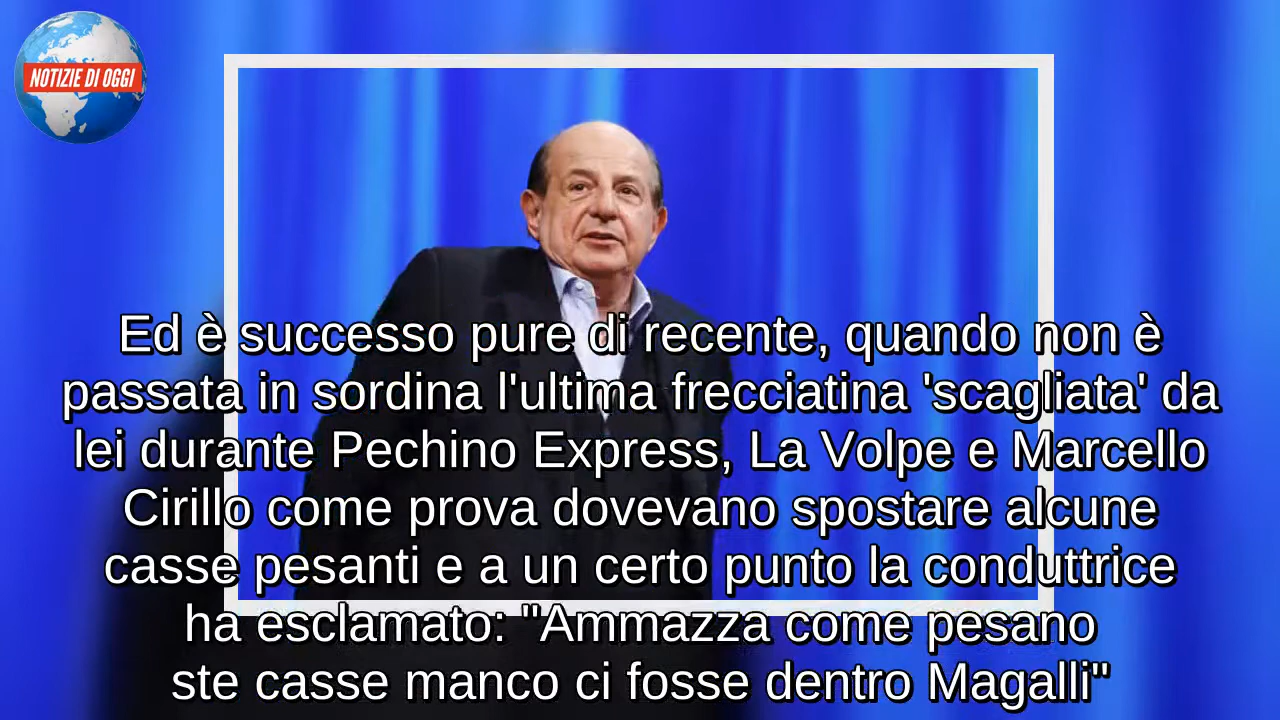 NOTIZIE DI OGGI
Ed è successo pure di recente, quando non è
passata in sordina l'ultima frecciatina 'scagliata' da
lei durante Pechino Express, La Volpe e Marcello
Cirillo come prova dovevano spostare alcune
casse pesanti e a un certo punto la conduttrice
ha esclamato: "Ammazza come pesano
ste casse manco ci fosse dentro Magalli"